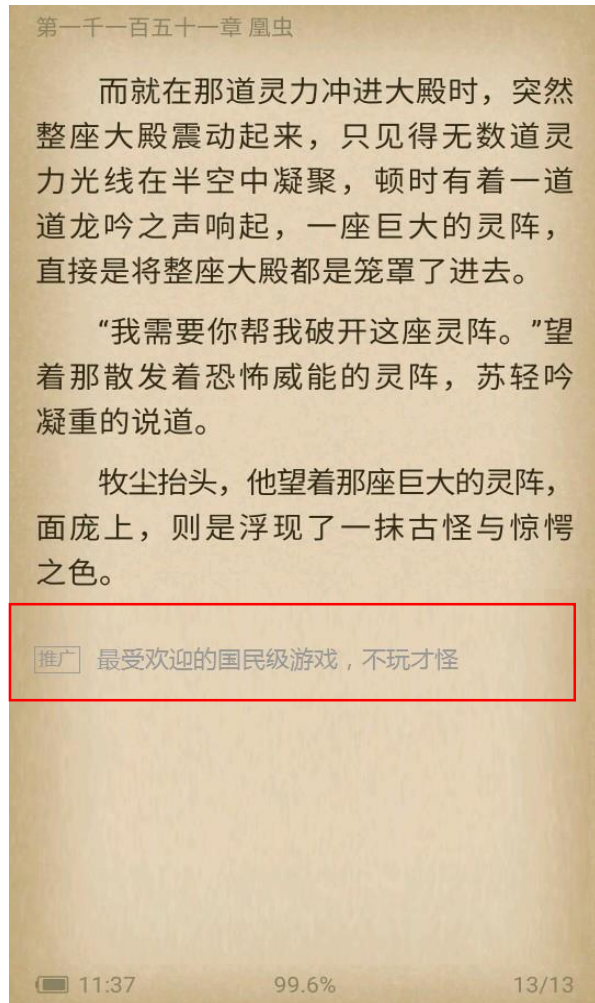 第一千一百五十一章 凰虫
而就在那道灵力冲进大殿时，突然
整座大殿震动起来，只见得无数道灵
力光线在半空中凝聚，顿时有着一道
道龙吟之声响起，一座巨大的灵阵，
直接是将整座大殿都是笼罩了进去。
“我需要你帮我破开这座灵阵。”望
着那散发着恐怖威能的灵阵，苏轻吟
凝重的说道。
牧尘抬头，他望着那座巨大的灵阵，
面庞上，则是浮现了一抹古怪与惊愕
之色。
推广 最受欢迎的国民级游戏，不玩才怪
11:37 99.6% 13/13